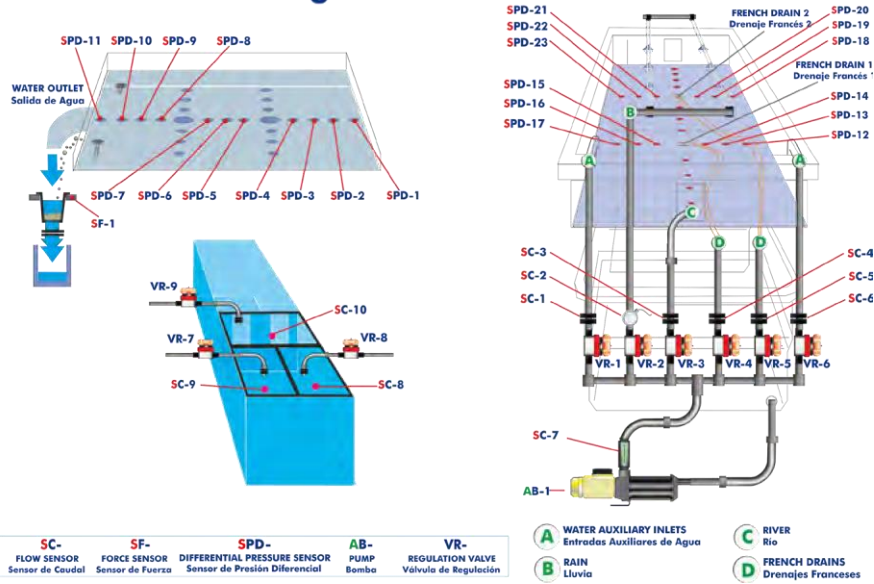 SPD-11 SPD-10 SPD-9 SPD-8
WATER OUTLET
Salida de Agua
SPD-7 SPD-6 SPD-5 SPD-4 SPD-3 SPD-2 SPD-1
SF-1
VR-9
SC-10
VR-7
VR-8
SC-9
SC-8
SPD-21
SPD-22
SPD-23
FRENCH DRAIN 2
Drenaje Francés 2
SPD-20
SPD-19
SPD-18
FRENCH DRAIN 1
Drenaje Francés 1
SPD-15
SPD-16
SPD-17
SPD-14
SPD-13
SPD-12
B
A
A
C
D
D
SC-3
SC-2
SC-1
SC-4
SC-5
SC-6
VR-1 VR-2 VR-3 VR-4 VR-5 VR-6
SC-7
AB-1
SC-
FLOW SENSOR
Sensor de Caudal
SF-
FORCE SENSOR
Sensor de Fuerza
SPD-
DIFFERENTIAL PRESSURE SENSOR
Sensor de Presión Diferencial
AB-
PUMP
Bomba
VR-
REGULATION VALVE
Válvula de Regulación
A WATER AUXILIARY INLETS
Entradas Auxiliares de Agua
B RAIN
Lluvia
C RIVER
Río
D FRENCH DRAINS
Drenajes Franceses